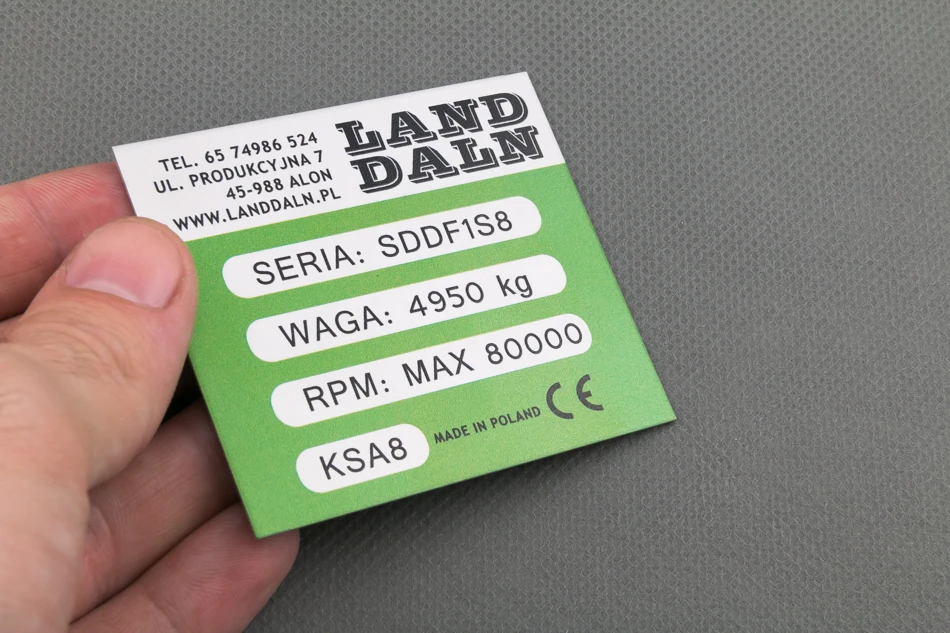 TEL. 65 74986 524
UL. PRODUKCYJNA 7
45-988 ALON
WWW.LANDDALN.PL
LAND
DALN
SERIA: SDDF1S8
WAGA: 4950 kg
RPM: MAX 80000
KSA8
MADE IN POLAND CE